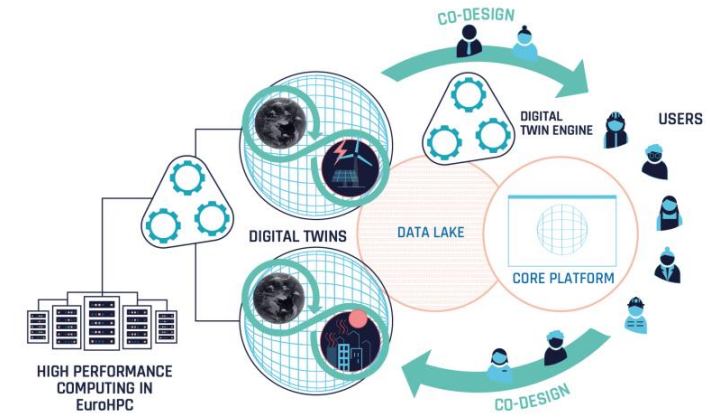 CO-DESIGN
DIGITAL
TWIN ENGINE
USERS
DIGITAL TWINS
DATA LAKE
CORE PLATFORM
HIGH PERFORMANCE
COMPUTING IN
EuroHPC
CO-DESIGN